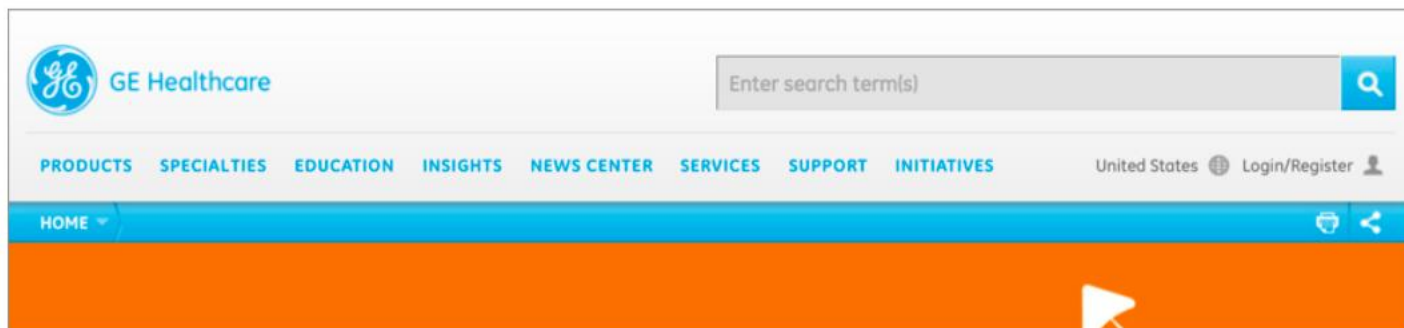 GE GE Healthcare
Enter search term(s)
PRODUCTS SPECIALTIES EDUCATION INSIGHTS NEWS CENTER SERVICES SUPPORT INITIATIVES United States Login/Register
HOME